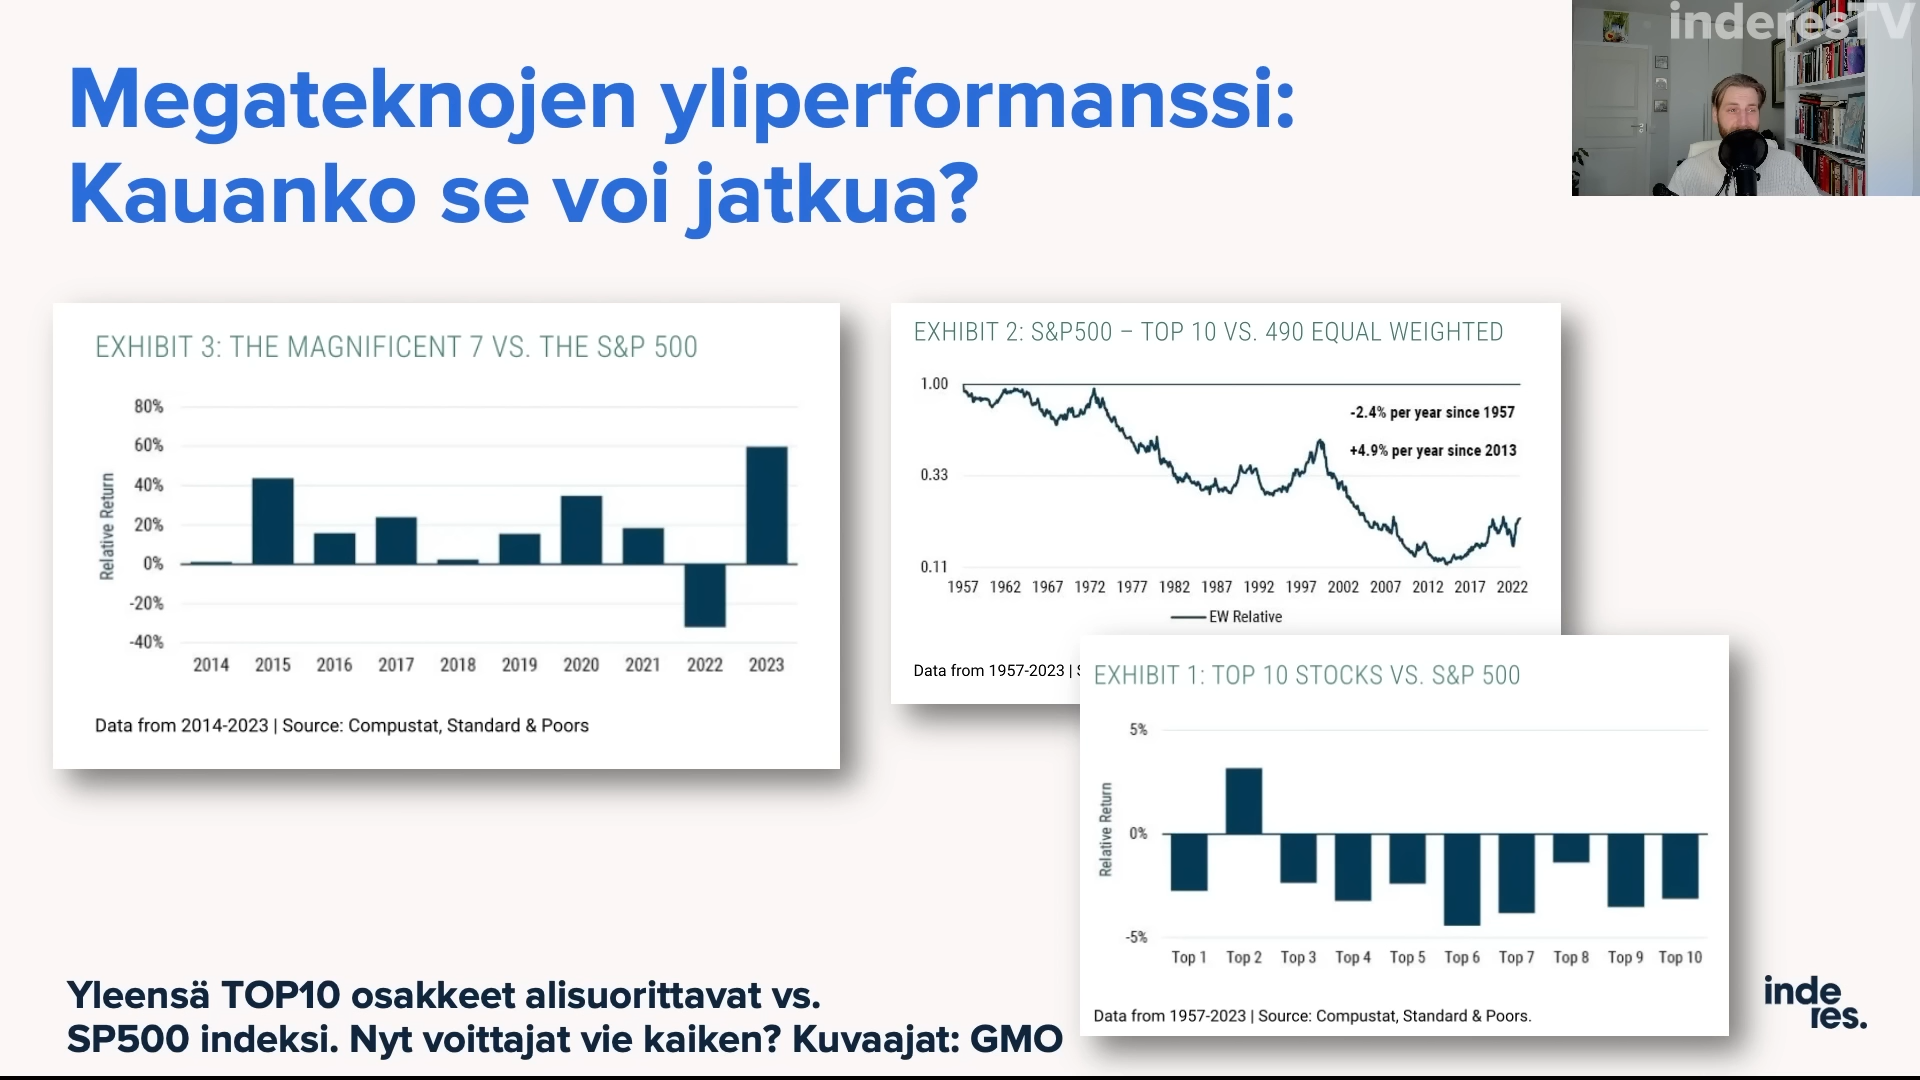 inderesTV
Megateknojen yliperformanssi:
Kauanko se voi jatkua?
EXHIBIT 3: THE MAGNIFICENT 7 VS. THE S&P 500
Relative Return
80%
60%
40%
20%
0%
-20%
-40%
2014 2015 2016 2017 2018 2019 2020 2021 2022 2023
Data from 2014-2023 | Source: Compustat, Standard & Poors
EXHIBIT 2: S&P500 – TOP 10 VS. 490 EQUAL WEIGHTED
1.00
-2.4% per year since 1957
+4.9% per year since 2013
0.33
0.11
1957 1962 1967 1972 1977 1982 1987 1992 1997 2002 2007 2012 2017 2022
EW Relative
Data from 1957-2023 |
EXHIBIT 1: TOP 10 STOCKS VS. S&P 500
Relative Return
5%
0%
-5%
Top 1 Top 2 Top 3 Top 4 Top 5 Top 6 Top 7 Top 8 Top 9 Top 10
Data from 1957-2023 | Source: Compustat, Standard & Poors.
Yleensä TOP10 osakkeet alisuorittavat vs.
SP500 indeksi. Nyt voittajat vie kaiken? Kuvaajat: GMO
inde
res.